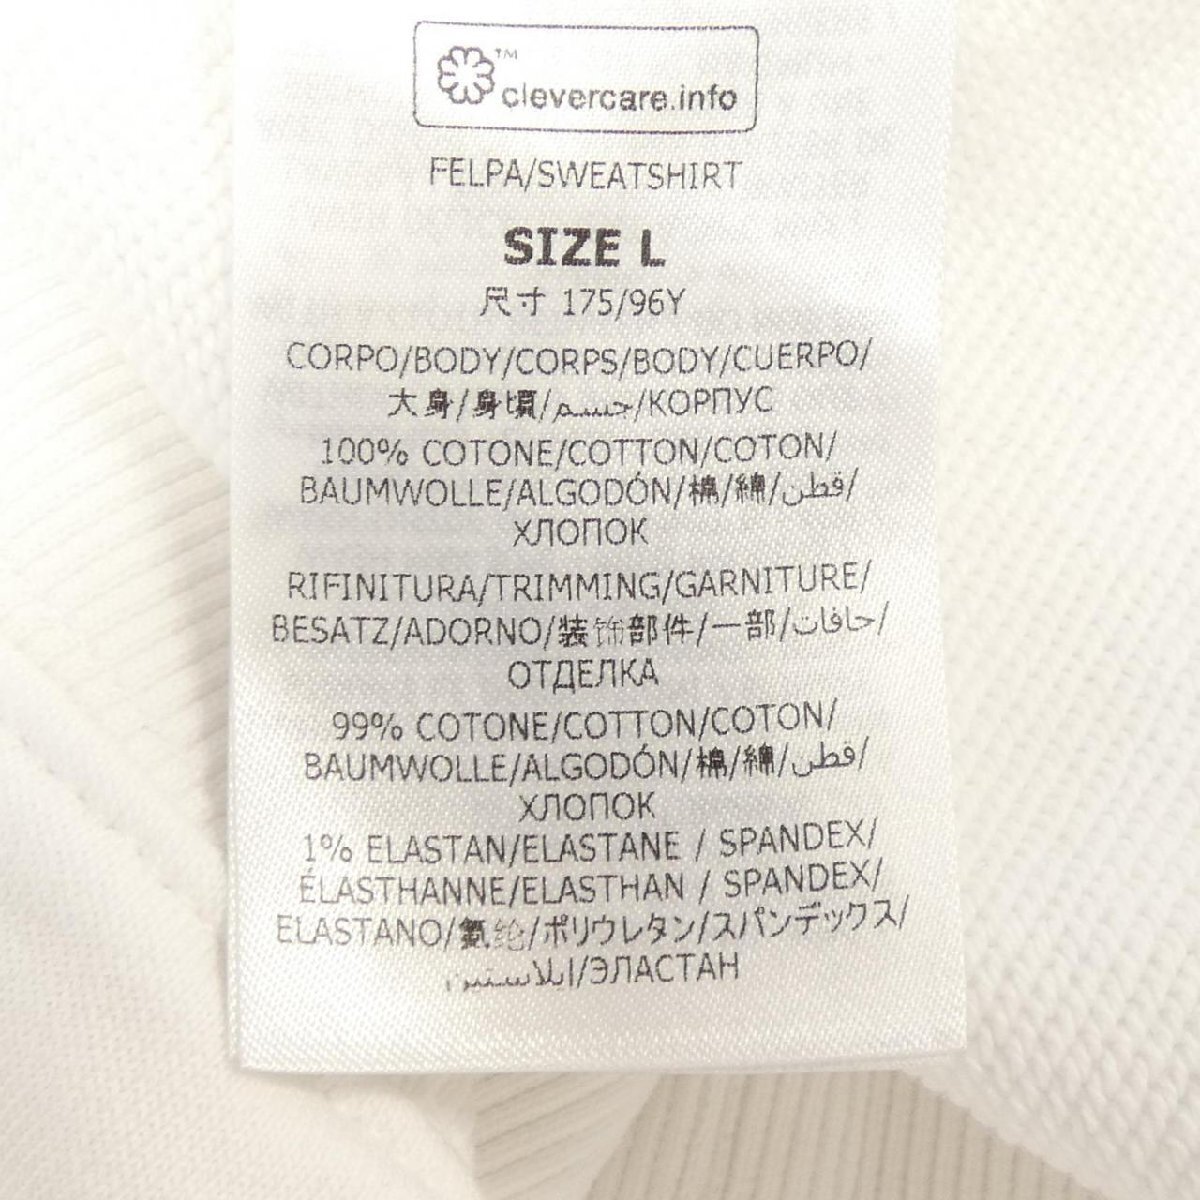 ™
clevercare.info
FELPA/SWEATSHIRT
SIZE L
尺寸 175/96Y
CORPO/BODY/CORPS/BODY/CUERPO/
大身/身頃/جسم/КОРПУС
100% COTONE/COTTON/COTON/
BAUMWOLLE/ALGODÓN/棉/綿/قطن/
ХЛОПОК
RIFINITURA/TRIMMING/GARNITURE/
BESATZ/ADORNO/装饰部件/一部/حافات/
ОТДЕЛКА
99% COTONE/COTTON/COTON/
BAUMWOLLE/ALGODÓN/棉/綿/قطن/
ХЛОПОК
1% ELASTAN/ELASTANE / SPANDEX/
ÉLASTHANNE/ELASTHAN / SPANDEX/
ELASTANO/氨纶/ポリウレタン/スパンデックス/
ايلاستين/ЭЛАСТАН